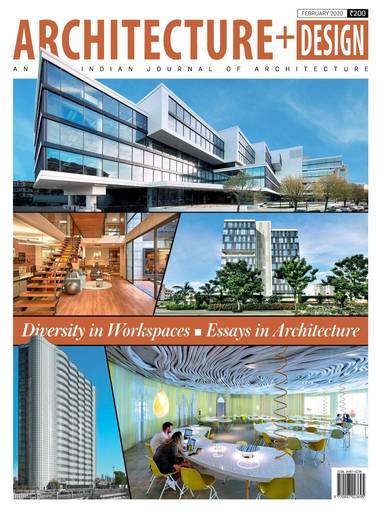 FEBRUARY 2020 ₹200
ARCHITECTURE+DESIGN
AN INDIAN JOURNAL OF ARCHITECTURE
Diversity in Workspaces ■ Essays in Architecture